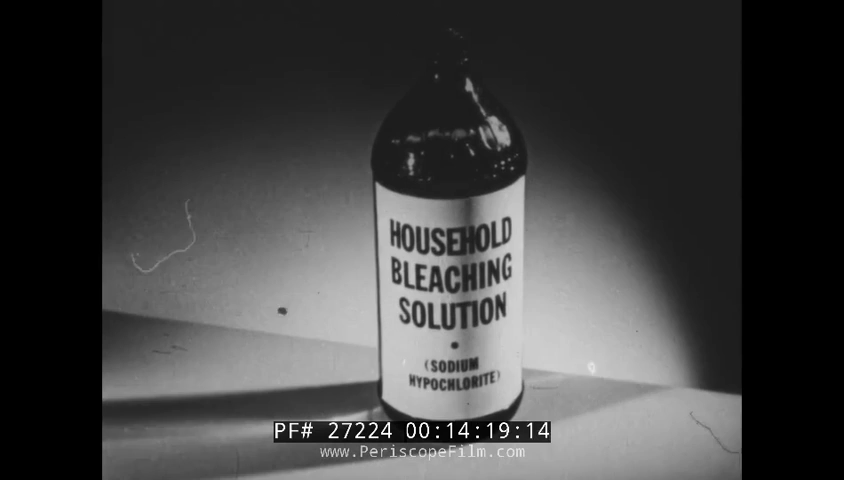 HOUSEHOLD
BLEACHING
SOLUTION
•
(SODIUM
HYPOCHLORITE)
PF# 27224 00:14:19:14
www.PeriscopeFilm.com